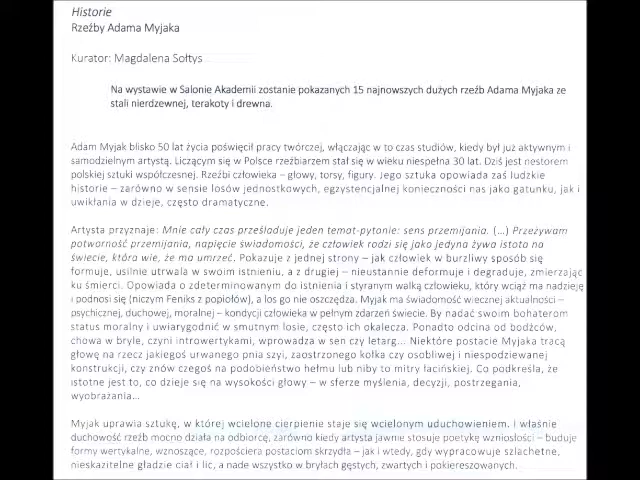 Historie
Rzeźby Adama Myjaka
Kurator: Magdalena Sołtys
Na wystawie w Salonie Akademii zostanie pokazanych 15 najnowszych dużych rzeźb Adama Myjaka ze
stali nierdzewnej, terakoty i drewna.
Adam Myjak blisko 50 lat życia poświęcił pracy twórczej, włączając w to czas studiów, kiedy był już aktywnym i
samodzielnym artystą. Liczącym się w Polsce rzeźbiarzem stał się w wieku niespełna 30 lat. Dziś jest nestorem
polskiej sztuki współczesnej. Rzeźbi człowieka – głowy, torsy, figury. Jego sztuka opowiada zaś ludzkie
historie – zarówno w sensie losów jednostkowych, egzystencjalnej konieczności nas jako gatunku, jak i
uwikłania w dzieje, często dramatyczne.
Artysta przyznaje: Mnie cały czas prześladuje jeden temat-pytanie: sens przemijania. (...) Przeżywam
potworność przemijania, napięcie świadomości, że człowiek rodzi się jako jedyna żywa istota na
świecie, która wie, że ma umrzeć. Pokazuje z jednej strony – jak człowiek w burzliwy sposób się
formuje, usilnie utrwala w swoim istnieniu, a z drugiej – nieustannie deformuje i degraduje, zmierzając
ku śmierci. Opowiada o zdeterminowanym do istnienia i styranym walką człowieku, który wciąż ma nadzieję
i podnosi się (niczym Feniks z popiołów), a los go nie oszczędza. Myjak ma świadomość wiecznej aktualności –
psychicznej, duchowej, moralnej – kondycji człowieka w pełnym zdarzeń świecie. By nadać swoim bohaterom
status moralny i uwiarygodnić w smutnym losie, często ich okalecza. Ponadto odcina od bodźców,
chowa w bryle, czyni introwertykami, wprowadza w sen czy letarg... Niektóre postacie Myjaka tracą
głowę na rzecz jakiegoś urwanego pnia szyi, zaostrzonego kołka czy osobliwej i niespodziewanej
konstrukcji, czy znów czegoś na podobieństwo hełmu lub niby to mitry łacińskiej. Co podkreśla, że
istotne jest to, co dzieje się na wysokości głowy – w sferze myślenia, decyzji, postrzegania,
wyobrażania...
Myjak uprawia sztukę, w której wcielone cierpienie staje się wcielonym uduchowieniem. I właśnie
duchowość rzeźb mocno działa na odbiorcę, zarówno kiedy artysta jawnie stosuje poetykę wzniosłości – buduje
formy wertykalne, wznoszące, rozpościera postaciom skrzydła – jak i wtedy, gdy wypracowuje szlachetne,
nieskazitelne gładzie ciał i lic, a nade wszystko w bryłach gęstych, zwartych i pokiereszowanych.